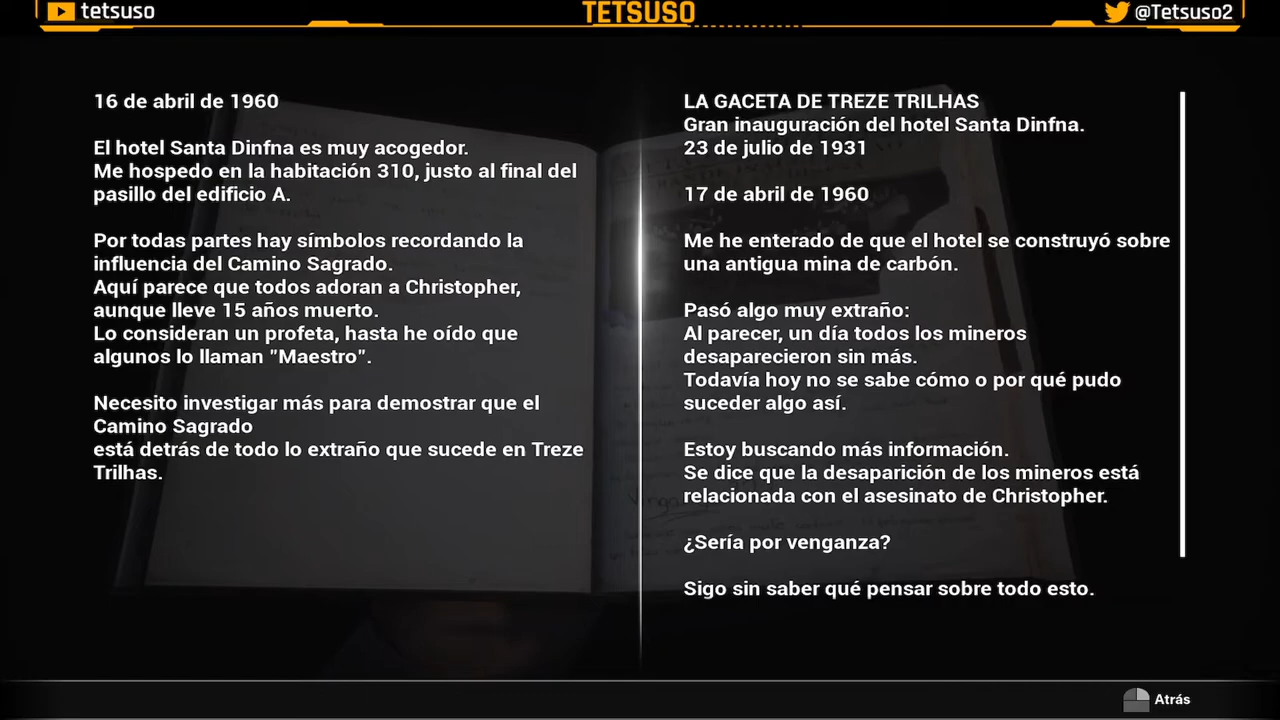 tetsuso
TETSUSO
@Tetsuso2
16 de abril de 1960
El hotel Santa Dinfna es muy acogedor.
Me hospedo en la habitación 310, justo al final del
pasillo del edificio A.
Por todas partes hay símbolos recordando la
influencia del Camino Sagrado.
Aquí parece que todos adoran a Christopher,
aunque lleve 15 años muerto.
Lo consideran un profeta, hasta he oído que
algunos lo llaman "Maestro".
Necesito investigar más para demostrar que el
Camino Sagrado
está detrás de todo lo extraño que sucede en Treze
Trilhas.
LA GACETA DE TREZE TRILHAS
Gran inauguración del hotel Santa Dinfna.
23 de julio de 1931
17 de abril de 1960
Me he enterado de que el hotel se construyó sobre
una antigua mina de carbón.
Pasó algo muy extraño:
Al parecer, un día todos los mineros
desaparecieron sin más.
Todavía hoy no se sabe cómo o por qué pudo
suceder algo así.
Estoy buscando más información.
Se dice que la desaparición de los mineros está
relacionada con el asesinato de Christopher.
¿Sería por venganza?
Sigo sin saber qué pensar sobre todo esto.
Atrás